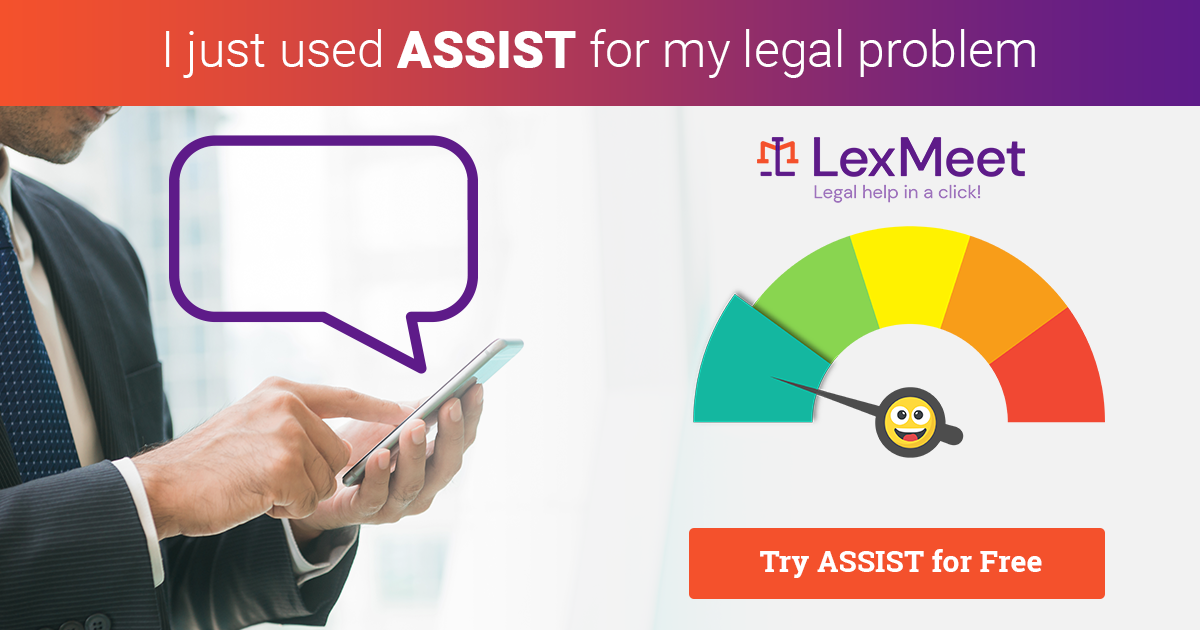 I just used ASSIST for my legal problem
LexMeet
Legal help in a click!
Try ASSIST for Free